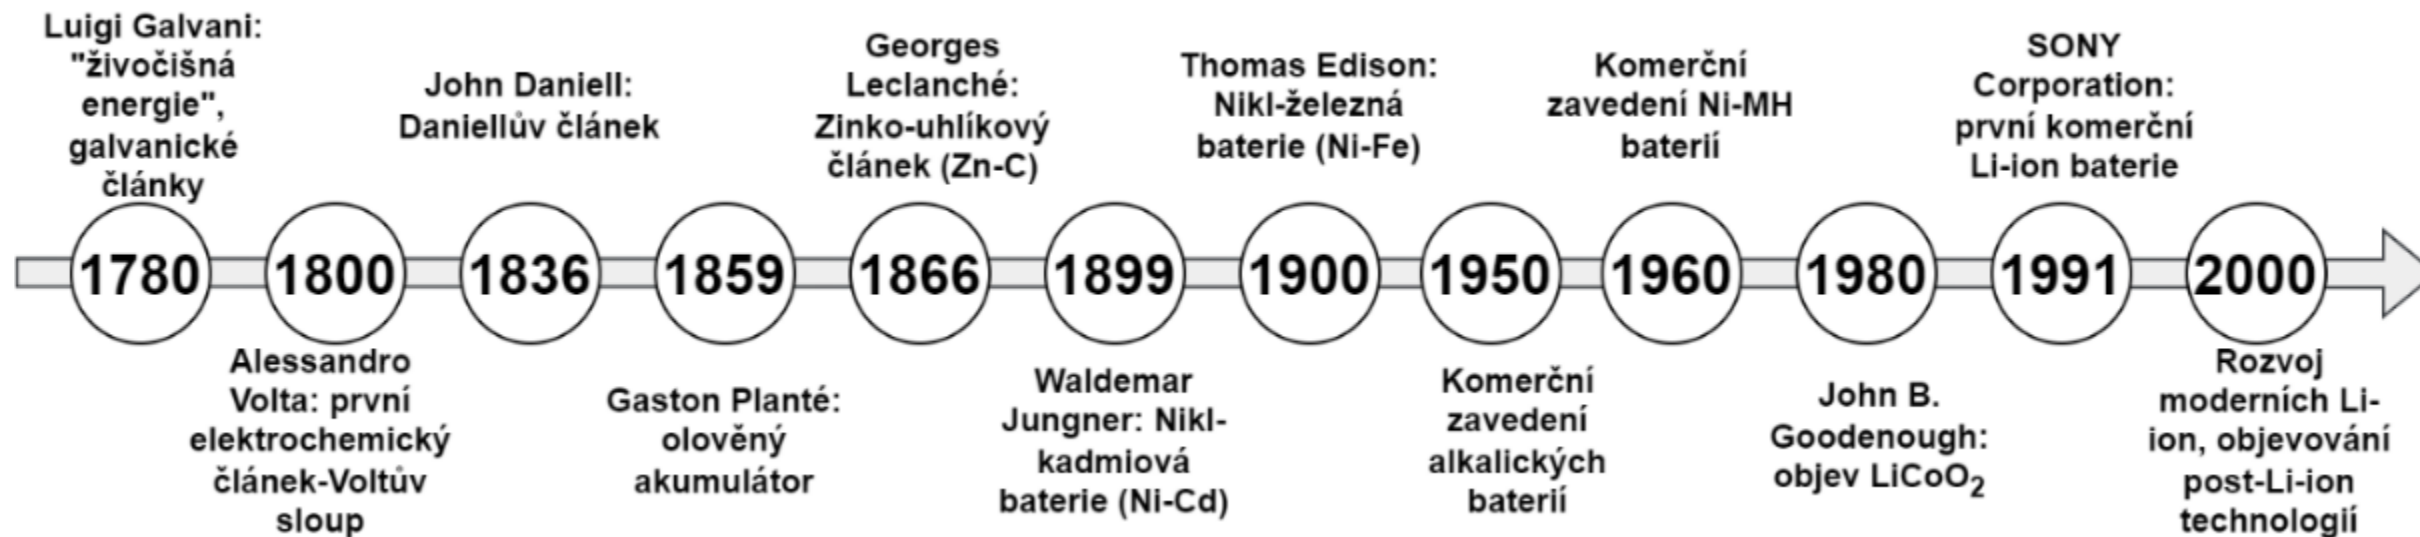 Luigi Galvani:
"živočišná
energie",
galvanické
články
1780
Alessandro
Volta: první
elektrochemický
článek-Voltův
sloup
1800
John Daniell:
Daniellův článek
1836
Gaston Planté:
olověný
akumulátor
1859
Georges
Leclanché:
Zinko-uhlíkový
článek (Zn-C)
1866
Waldemar
Jungner: Nikl-
kadmiová
baterie (Ni-Cd)
1899
Thomas Edison:
Nikl-železná
baterie (Ni-Fe)
1900
Komerční
zavedení
alkalických
baterií
1950
Komerční
zavedení Ni-MH
baterií
1960
John B.
Goodenough:
objev LiCoO₂
1980
SONY
Corporation:
první komerční
Li-ion baterie
1991
Rozvoj
moderních Li-
ion, objevování
post-Li-ion
technologií
2000